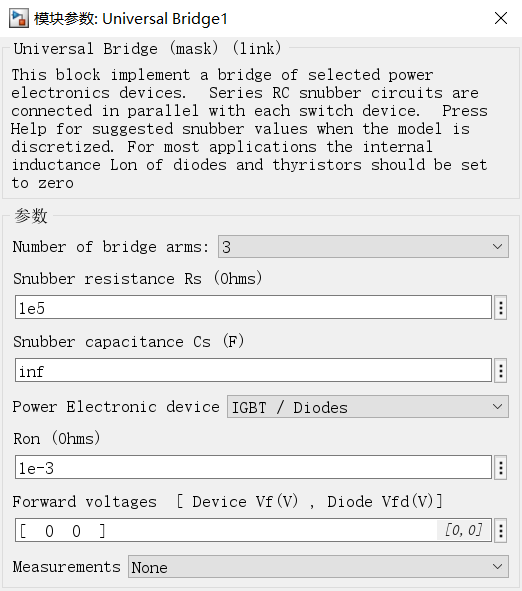 模块参数: Universal Bridge1
Universal Bridge (mask) (link)
This block implement a bridge of selected power
electronics devices.  Series RC snubber circuits are
connected in parallel with each switch device.  Press
Help for suggested snubber values when the model is
discretized. For most applications the internal
inductance Lon of diodes and thyristors should be set
to zero
参数
Number of bridge arms: 3
Snubber resistance Rs (Ohms)
1e5
Snubber capacitance Cs (F)
inf
Power Electronic device IGBT / Diodes
Ron (Ohms)
1e-3
Forward voltages  [ Device Vf(V) , Diode Vfd(V)]
[  0  0  ] [0,0]
Measurements None